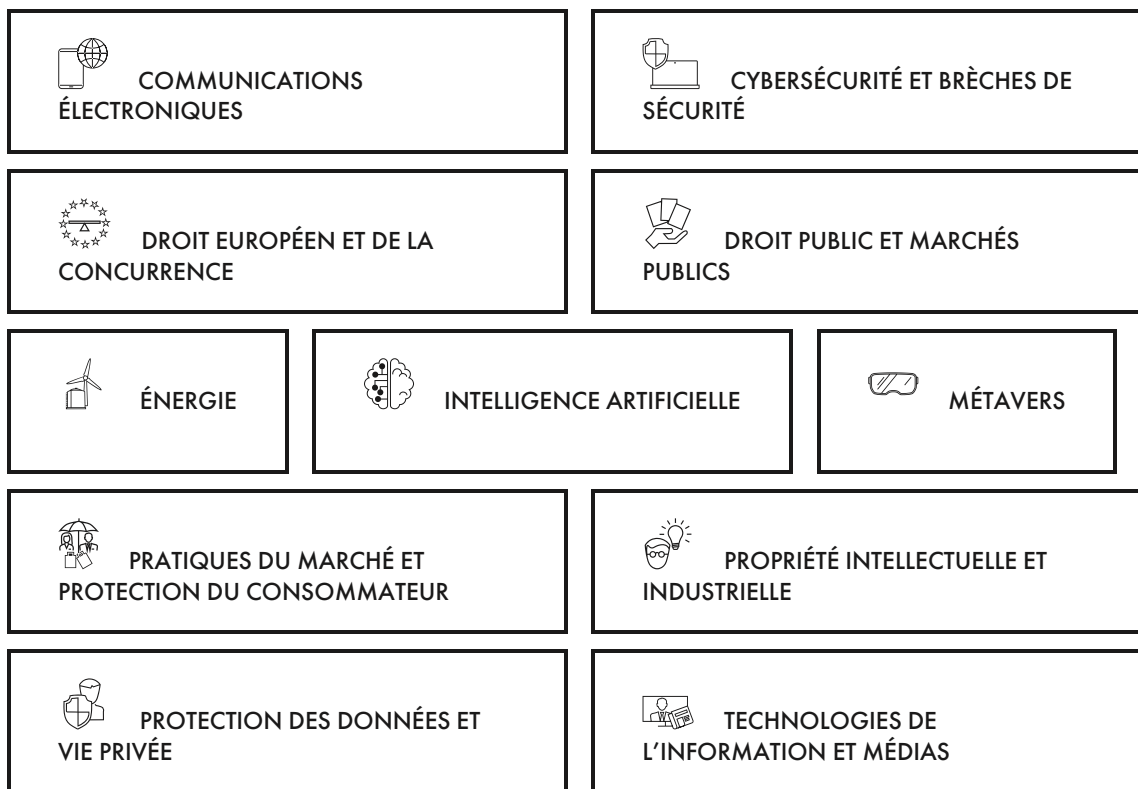 COMMUNICATIONS
ÉLECTRONIQUES
CYBERSÉCURITÉ ET BRÈCHES DE
SÉCURITÉ
DROIT EUROPÉEN ET DE LA
CONCURRENCE
DROIT PUBLIC ET MARCHÉS
PUBLICS
ÉNERGIE
INTELLIGENCE ARTIFICIELLE
MÉTAVERS
PRATIQUES DU MARCHÉ ET
PROTECTION DU CONSOMMATEUR
PROPRIÉTÉ INTELLECTUELLE ET
INDUSTRIELLE
PROTECTION DES DONNÉES ET
VIE PRIVÉE
TECHNOLOGIES DE
L'INFORMATION ET MÉDIAS